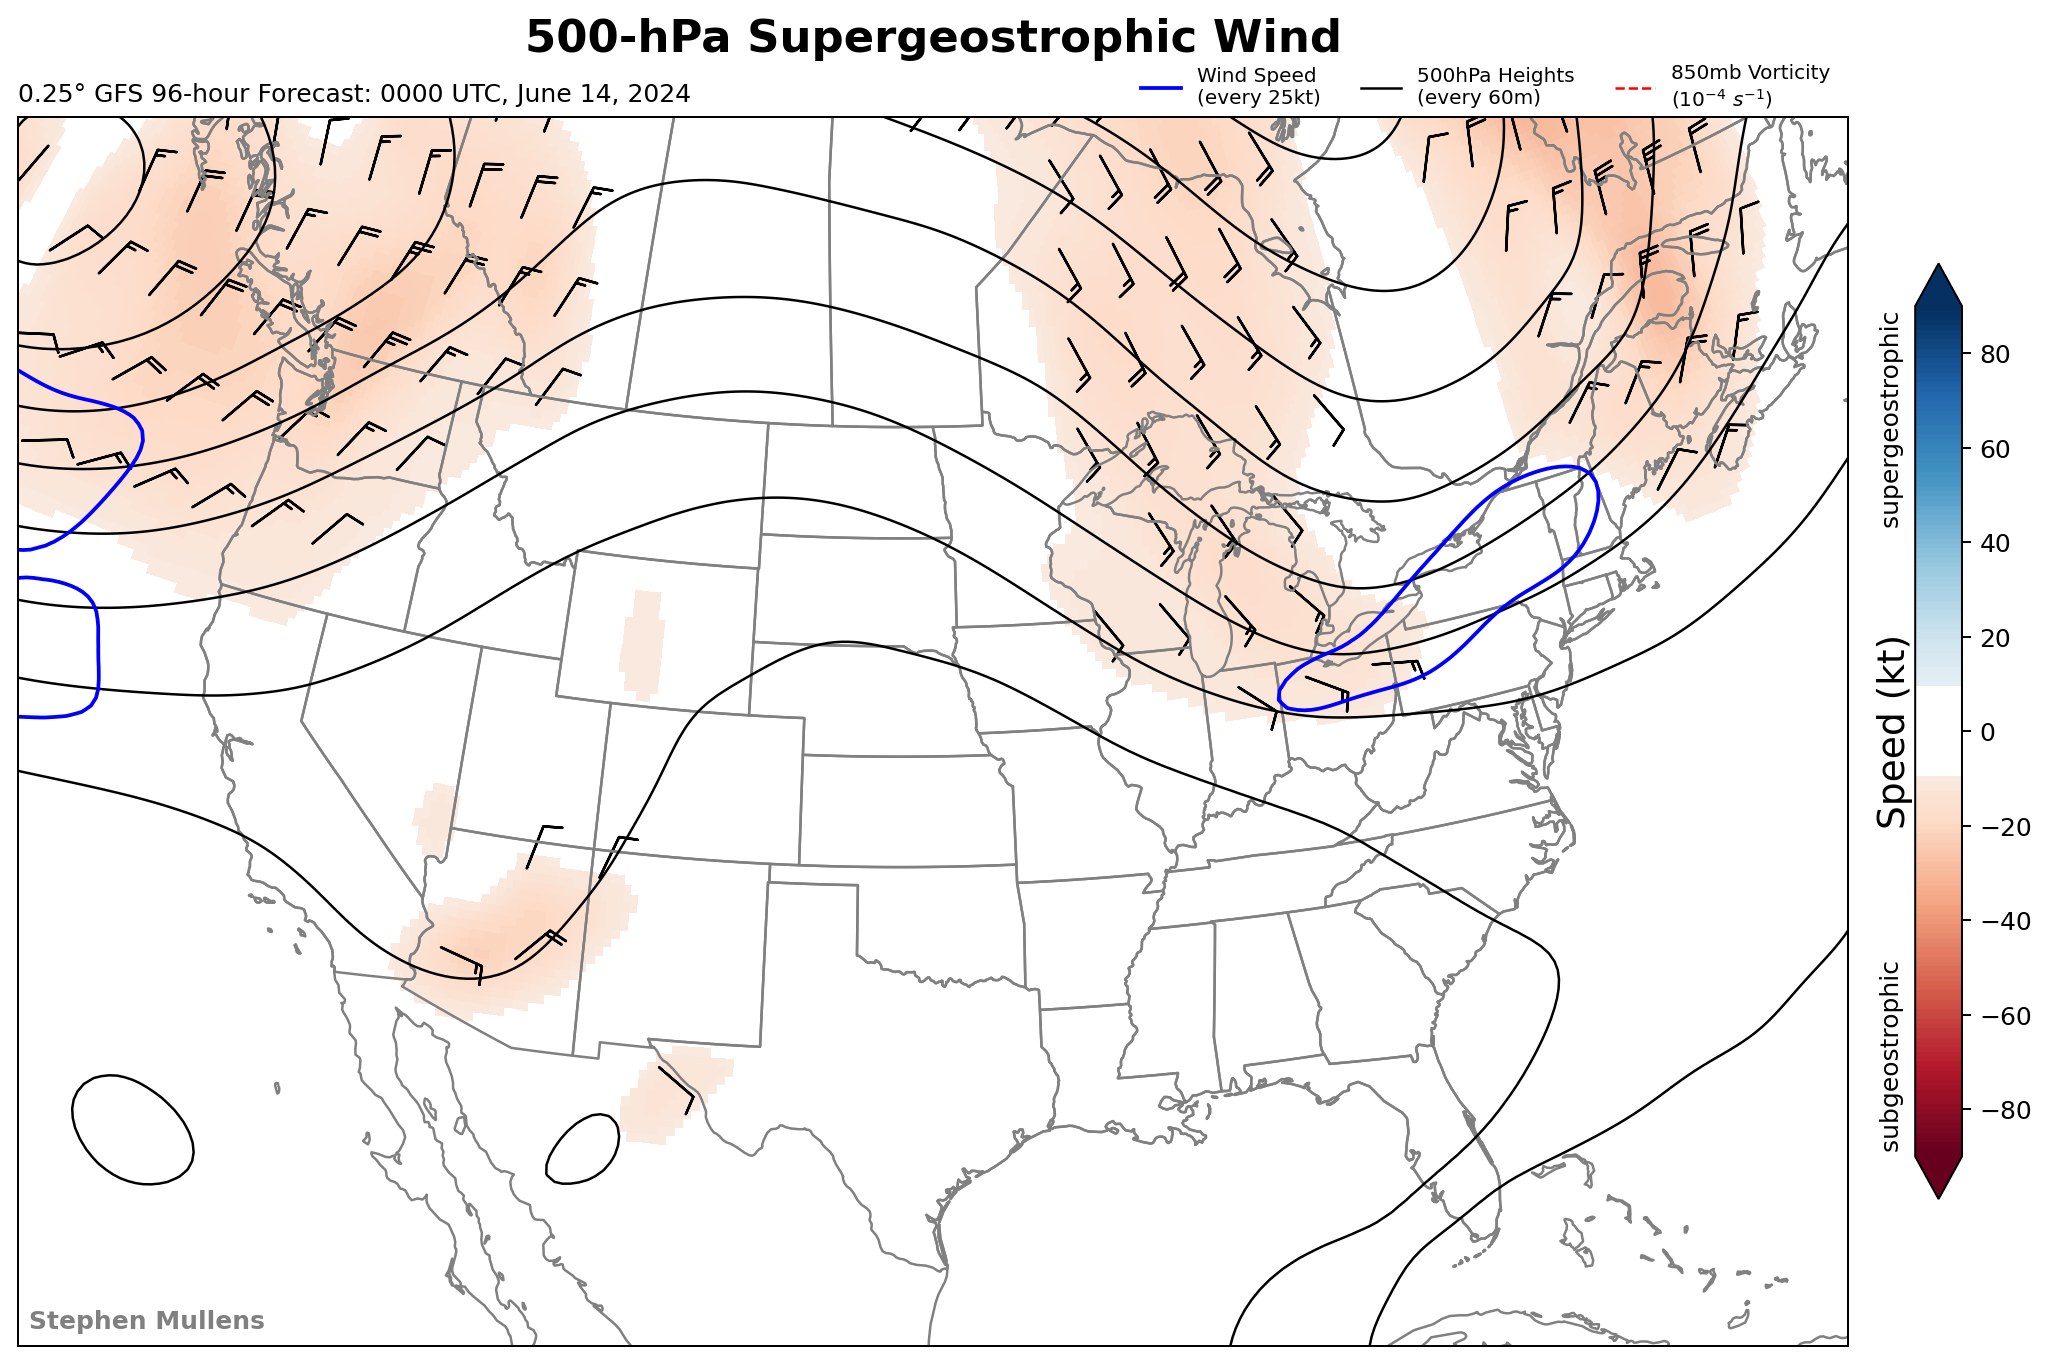 500-hPa Supergeostrophic Wind
0.25° GFS 96-hour Forecast: 0000 UTC, June 14, 2024
Wind Speed
(every 25kt)
500hPa Heights
(every 60m)
850mb Vorticity
(10⁻⁴ s⁻¹)
supergeostrophic
Speed (kt)
subgeostrophic
80
60
40
20
0
−20
−40
−60
−80
Stephen Mullens